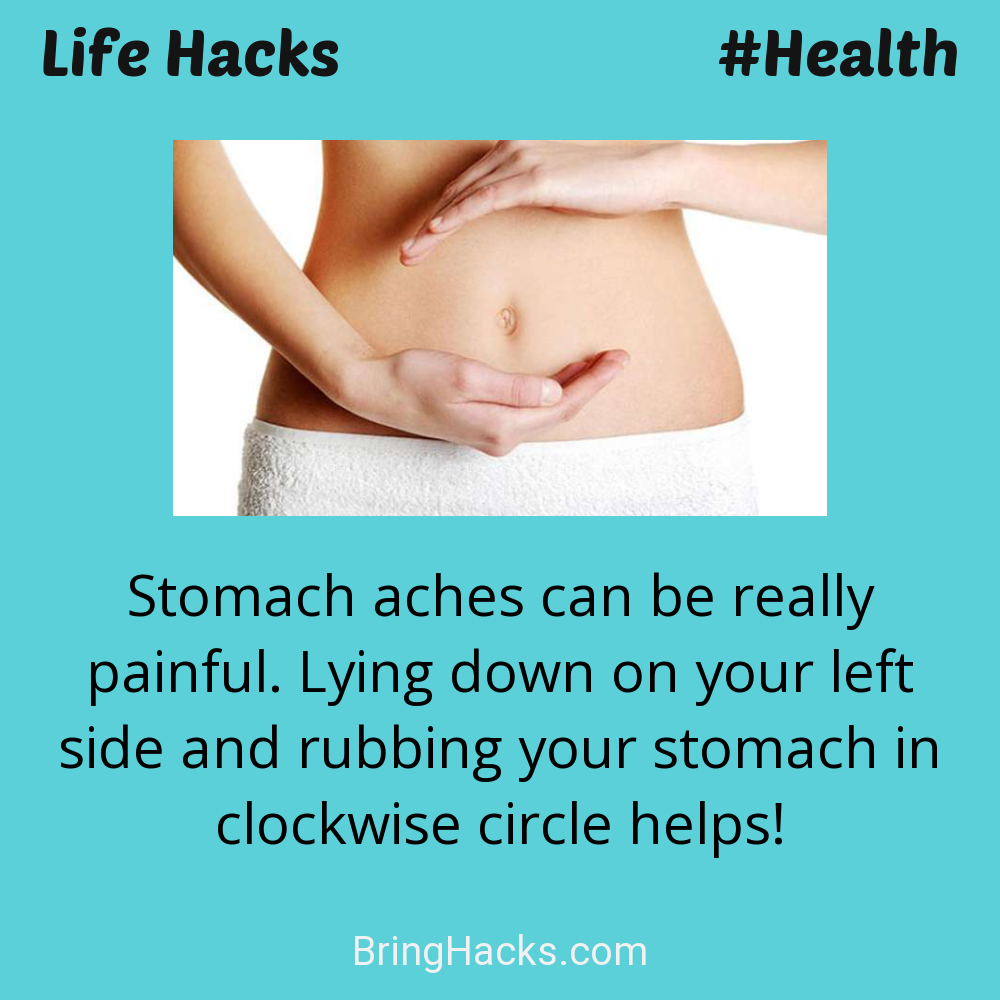 Life Hacks
#Health
Stomach aches can be really
painful. Lying down on your left
side and rubbing your stomach in
clockwise circle helps!
BringHacks.com